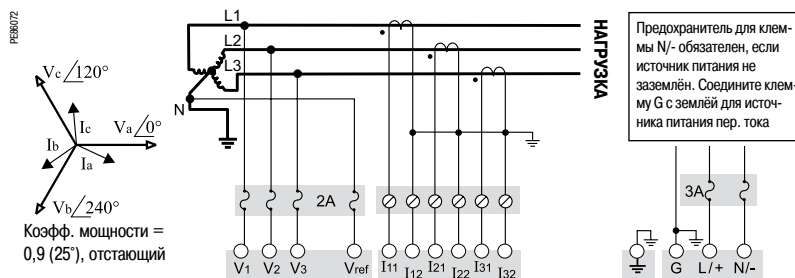 PE86072
L1
L2
L3
N
НАГРУЗКА
Предохранитель для клем-
мы N/- обязателен, если
источник питания не
заземлён. Соедините клем-
му G с землёй для источ-
ника питания пер. тока
Vc∠120°
Va∠0°
Vb∠240°
Ic
Ib
Ia
Коэфф. мощности =
0,9 (25°), отстающий
2A
3A
V1 V2 V3 Vref I11 I12 I21 I22 I31 I32 G L/+ N/-